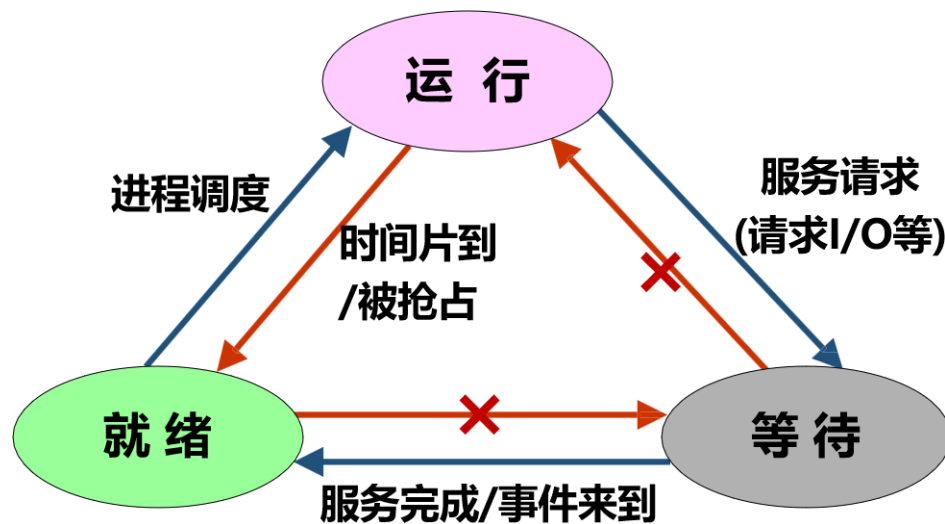 运 行
进程调度
服务请求
(请求I/O等)
时间片到
/被抢占
就 绪
等 待
服务完成/事件来到